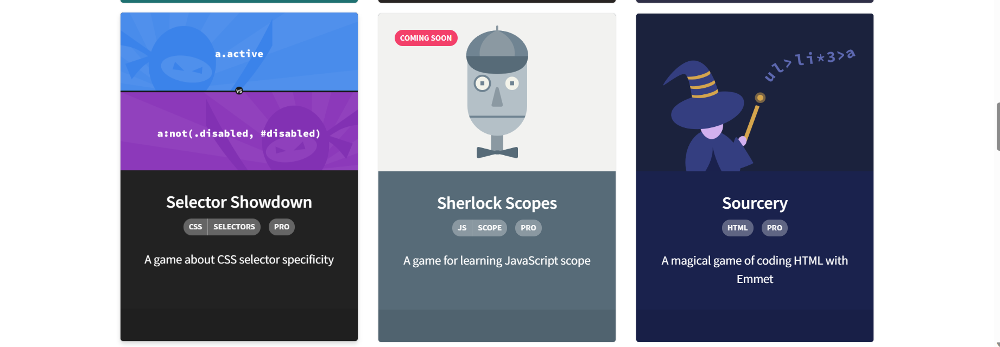 a.active
VS
a:not(.disabled, #disabled)
Selector Showdown
CSS SELECTORS PRO
A game about CSS selector specificity
COMING SOON
Sherlock Scopes
JS SCOPE PRO
A game for learning JavaScript scope
ul>li*3>a
Sourcery
HTML PRO
A magical game of coding HTML with
Emmet